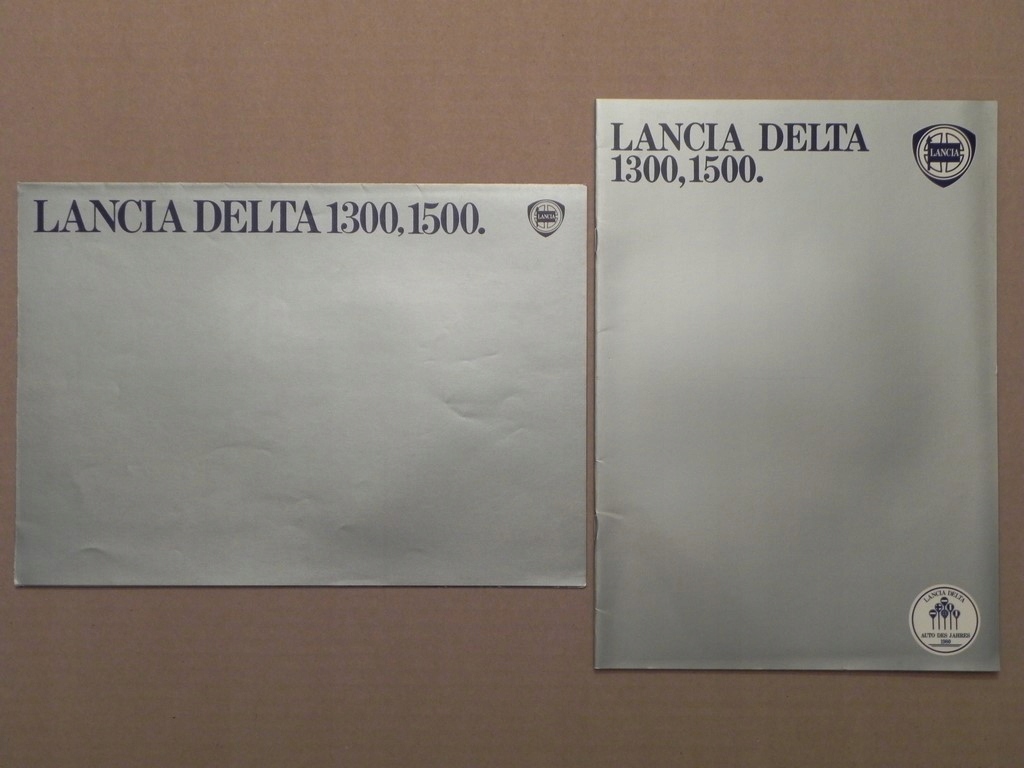 LANCIA DELTA 1300, 1500.
LANCIA
LANCIA DELTA
1300, 1500.
LANCIA
LANCIA DELTA
AUTO DES JAHRES
1980